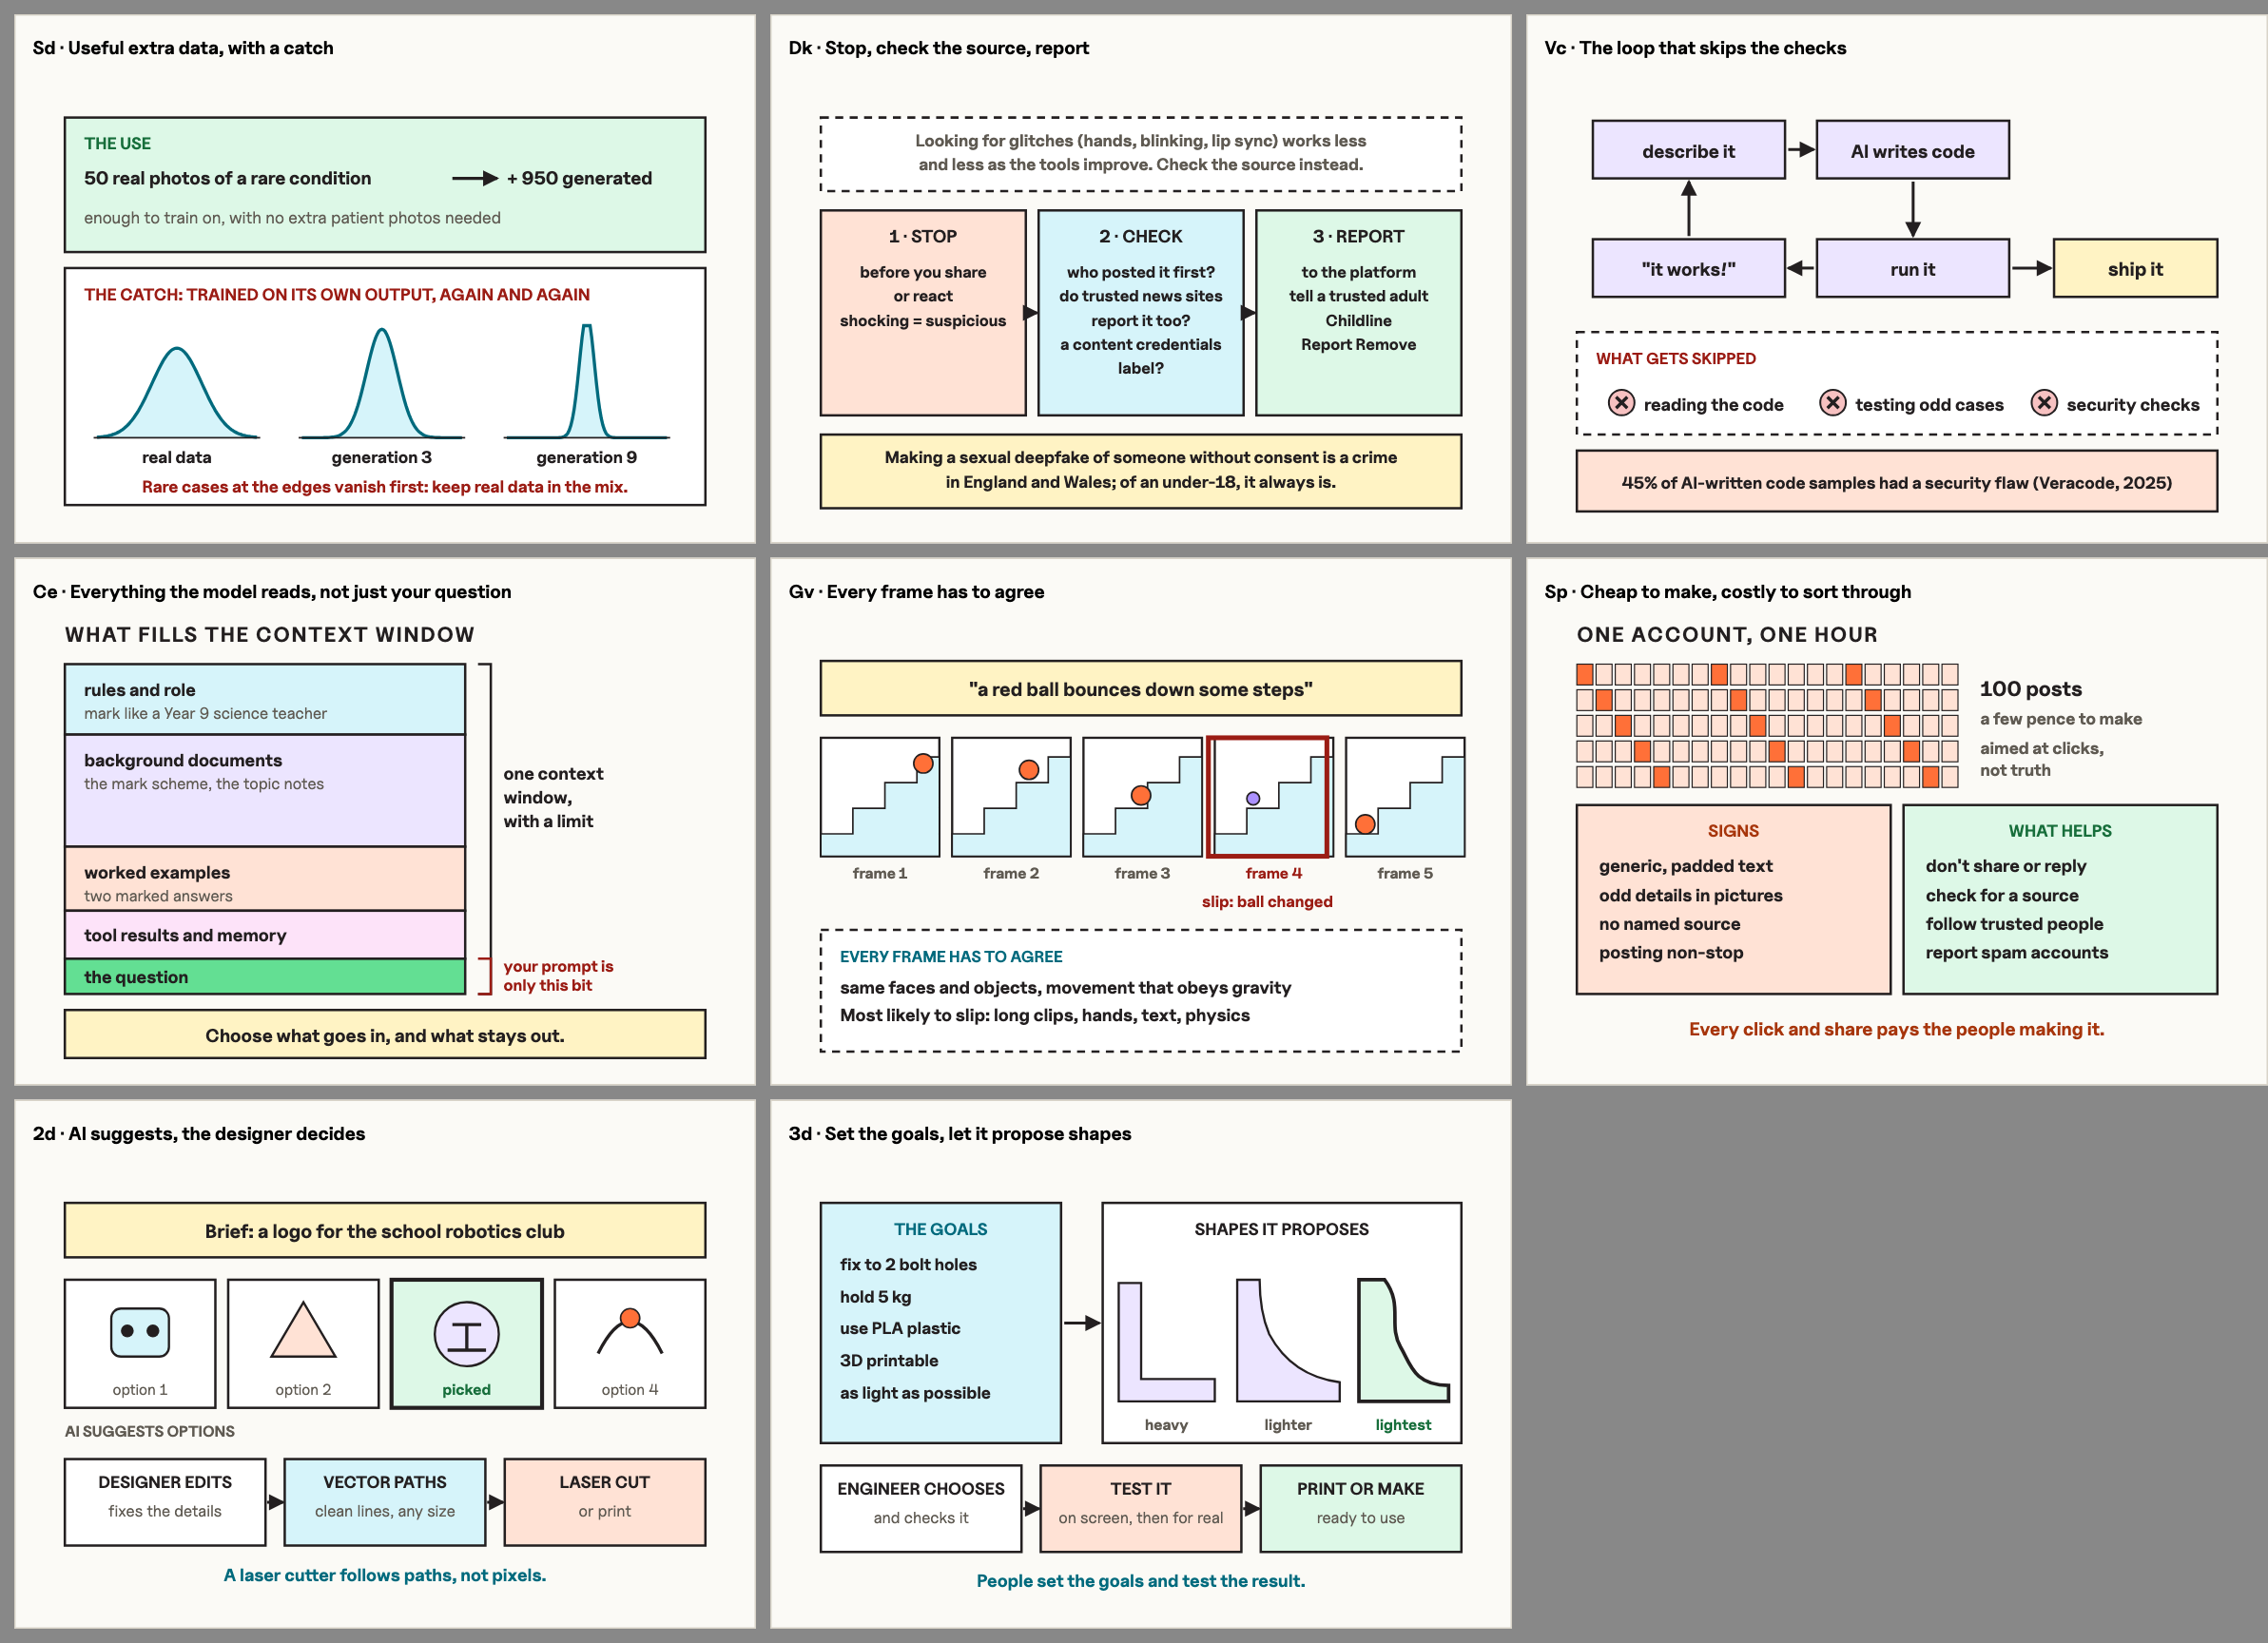 Sd · Useful extra data, with a catch
THE USE
50 real photos of a rare condition
+ 950 generated
enough to train on, with no extra patient photos needed
THE CATCH: TRAINED ON ITS OWN OUTPUT, AGAIN AND AGAIN
real data
generation 3
generation 9
Rare cases at the edges vanish first: keep real data in the mix.
Dk · Stop, check the source, report
Looking for glitches (hands, blinking, lip sync) works less
and less as the tools improve. Check the source instead.
1 · STOP
before you share
or react
shocking = suspicious
2 · CHECK
who posted it first?
do trusted news sites
report it too?
a content credentials
label?
3 · REPORT
to the platform
tell a trusted adult
Childline
Report Remove
Making a sexual deepfake of someone without consent is a crime
in England and Wales; of an under-18, it always is.
Vc · The loop that skips the checks
describe it
AI writes code
"it works!"
run it
ship it
WHAT GETS SKIPPED
reading the code
testing odd cases
security checks
45% of AI-written code samples had a security flaw (Veracode, 2025)
Ce · Everything the model reads, not just your question
WHAT FILLS THE CONTEXT WINDOW
rules and role
mark like a Year 9 science teacher
background documents
the mark scheme, the topic notes
worked examples
two marked answers
tool results and memory
the question
one context
window,
with a limit
your prompt is
only this bit
Choose what goes in, and what stays out.
Gv · Every frame has to agree
"a red ball bounces down some steps"
frame 1
frame 2
frame 3
frame 4
frame 5
slip: ball changed
EVERY FRAME HAS TO AGREE
same faces and objects, movement that obeys gravity
Most likely to slip: long clips, hands, text, physics
Sp · Cheap to make, costly to sort through
ONE ACCOUNT, ONE HOUR
100 posts
a few pence to make
aimed at clicks,
not truth
SIGNS
generic, padded text
odd details in pictures
no named source
posting non-stop
WHAT HELPS
don't share or reply
check for a source
follow trusted people
report spam accounts
Every click and share pays the people making it.
2d · AI suggests, the designer decides
Brief: a logo for the school robotics club
option 1
option 2
picked
option 4
AI SUGGESTS OPTIONS
DESIGNER EDITS
fixes the details
VECTOR PATHS
clean lines, any size
LASER CUT
or print
A laser cutter follows paths, not pixels.
3d · Set the goals, let it propose shapes
THE GOALS
fix to 2 bolt holes
hold 5 kg
use PLA plastic
3D printable
as light as possible
SHAPES IT PROPOSES
heavy
lighter
lightest
ENGINEER CHOOSES
and checks it
TEST IT
on screen, then for real
PRINT OR MAKE
ready to use
People set the goals and test the result.